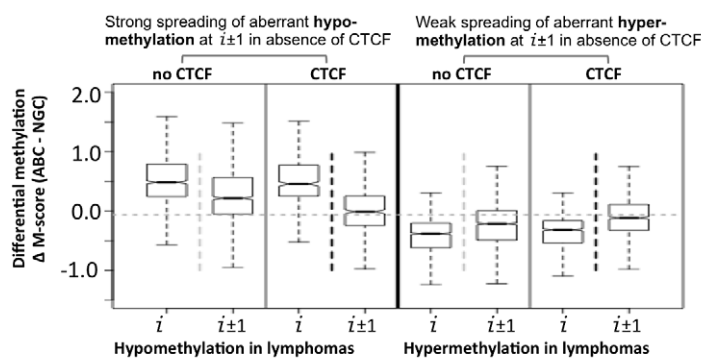 Strong spreading of aberrant hypo-
methylation at i±1 in absence of CTCF
Weak spreading of aberrant hyper-
methylation at i±1 in absence of CTCF
no CTCF
CTCF
no CTCF
CTCF
Differential methylation
Δ M-score (ABC - NGC)
2.0
1.0
0.0
-1.0
i
i±1
i
i±1
i
i±1
i
i±1
Hypomethylation in lymphomas
Hypermethylation in lymphomas